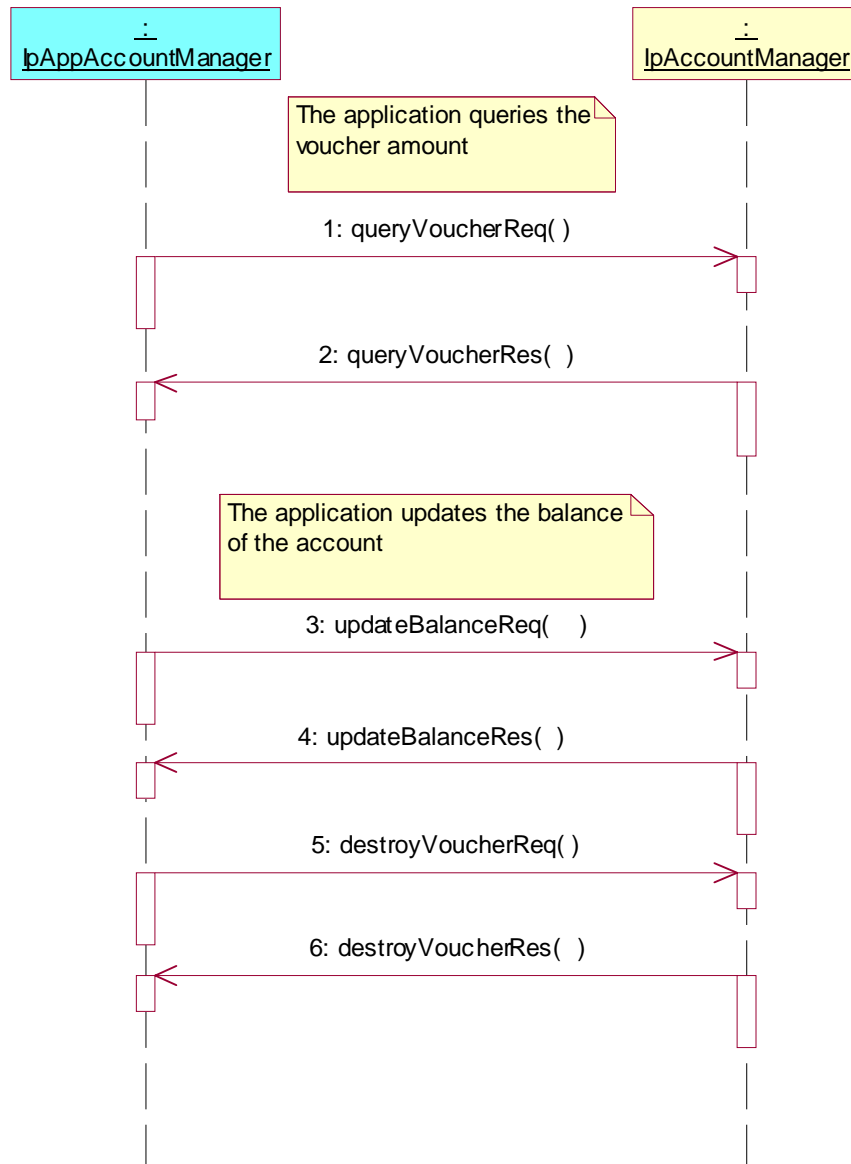 :
IpAppAccountManager
:
IpAccountManager
The application queries the
voucher amount
1: queryVoucherReq( )
2: queryVoucherRes(  )
The application updates the balance
of the account
3: updateBalanceReq(    )
4: updateBalanceRes(  )
5: destroyVoucherReq( )
6: destroyVoucherRes(  )